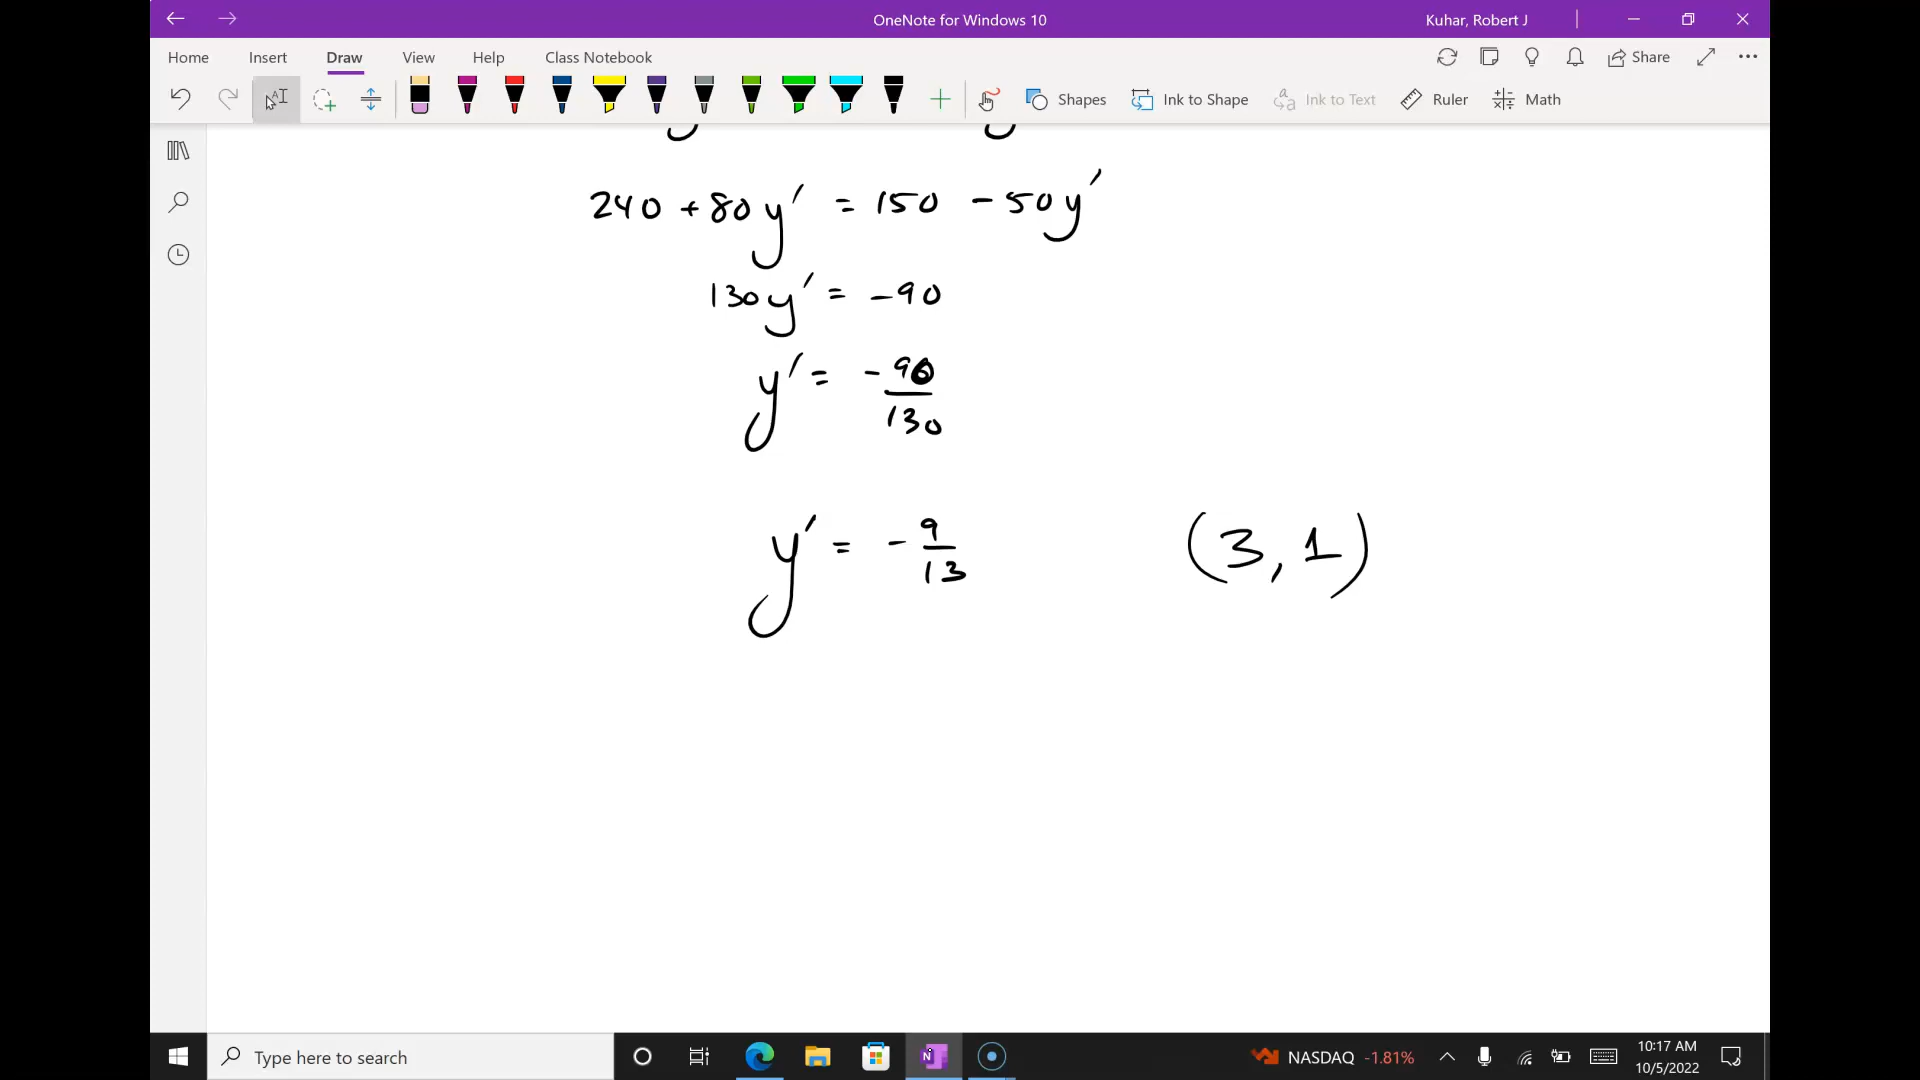 OneNote for Windows 10
Kuhar, Robert J
Home Insert Draw View Help Class Notebook
Share
Shapes Ink to Shape Ink to Text Ruler Math
240 + 80y' = 150 - 50y'
130y' = -90
y' = -90/130
y' = -9/13 (3, 1)
Type here to search
NASDAQ -1.81%
10:17 AM
10/5/2022